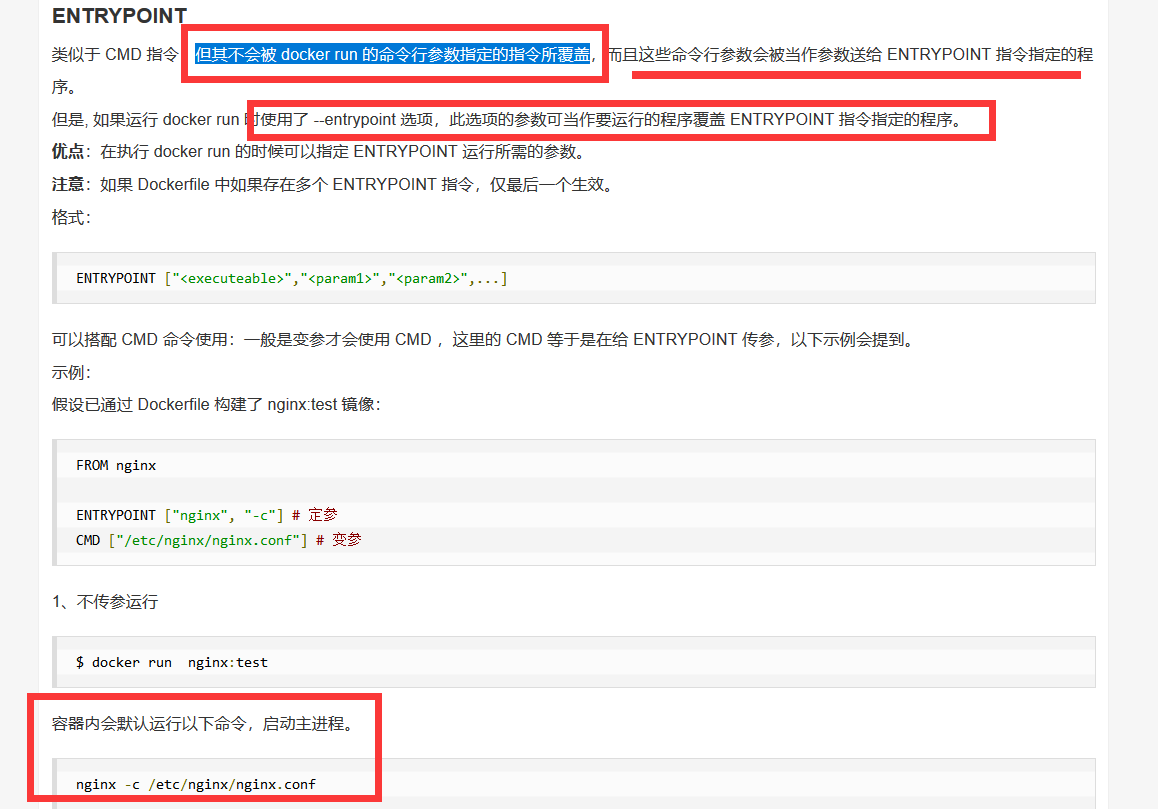 ENTRYPOINT
类似于 CMD 指令 但其不会被 docker run 的命令行参数指定的指令所覆盖，而且这些命令行参数会被当作参数送给 ENTRYPOINT 指令指定的程
序。
但是, 如果运行 docker run 时使用了 --entrypoint 选项，此选项的参数可当作要运行的程序覆盖 ENTRYPOINT 指令指定的程序。
优点：在执行 docker run 的时候可以指定 ENTRYPOINT 运行所需的参数。
注意：如果 Dockerfile 中如果存在多个 ENTRYPOINT 指令，仅最后一个生效。
格式：
ENTRYPOINT ["<executeable>","<param1>","<param2>",...]
可以搭配 CMD 命令使用：一般是变参才会使用 CMD ，这里的 CMD 等于是在给 ENTRYPOINT 传参，以下示例会提到。
示例：
假设已通过 Dockerfile 构建了 nginx:test 镜像：
FROM nginx
ENTRYPOINT ["nginx", "-c"] # 定参
CMD ["/etc/nginx/nginx.conf"] # 变参
1、不传参运行
$ docker run  nginx:test
容器内会默认运行以下命令，启动主进程。
nginx -c /etc/nginx/nginx.conf